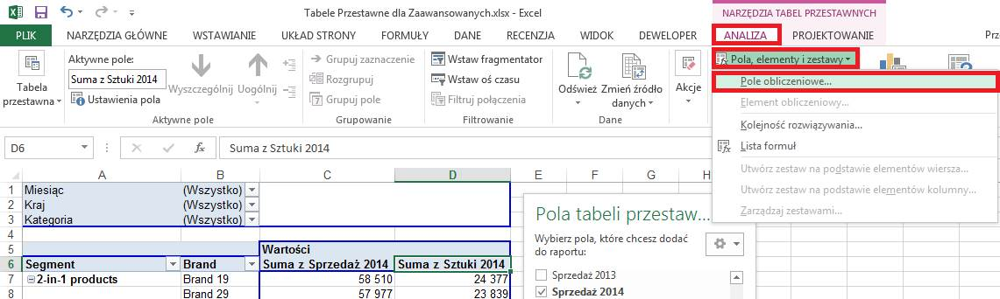 Tabele Przestawne dla Zaawansowanych.xlsx - Excel
NARZĘDZIA TABEL PRZESTAWNYCH
PLIK NARZĘDZIA GŁÓWNE WSTAWIANIE UKŁAD STRONY FORMUŁY DANE RECENZJA WIDOK DEWELOPER ANALIZA PROJEKTOWANIE Prze
Tabela przestawna
Aktywne pole:
Suma z Sztuki 2014
Ustawienia pola
Wydrąż Uogólnij
Aktywne pole
Grupuj zaznaczenie
Rozgrupuj
Grupuj pole
Grupowanie
Wstaw fragmentator
Wstaw oś czasu
Filtruj połączenia
Filtrowanie
Odśwież
Zmień źródło danych
Dane
Akcje
Pola, elementy i zestawy
Pole obliczeniowe...
Element obliczeniowy...
Kolejność rozwiązywania...
Lista formuł
Utwórz zestaw na podstawie elementów wiersza...
Utwórz zestaw na podstawie elementów kolumny...
Zarządzaj zestawami...
D6 fx Suma z Sztuki 2014
A B C D E F G H
1 Miesiąc (Wszystko)
2 Kraj (Wszystko)
3 Kategoria (Wszystko)
4
5 Wartości
6 Segment Brand Suma z Sprzedaż 2014 Suma z Sztuki 2014
7 2-in-1 products Brand 19 58 510 24 377
8 Brand 29 57 977 23 839
Pola tabeli przestaw...
Wybierz pola, które chcesz dodać
do raportu:
Sprzedaż 2013
Sprzedaż 2014